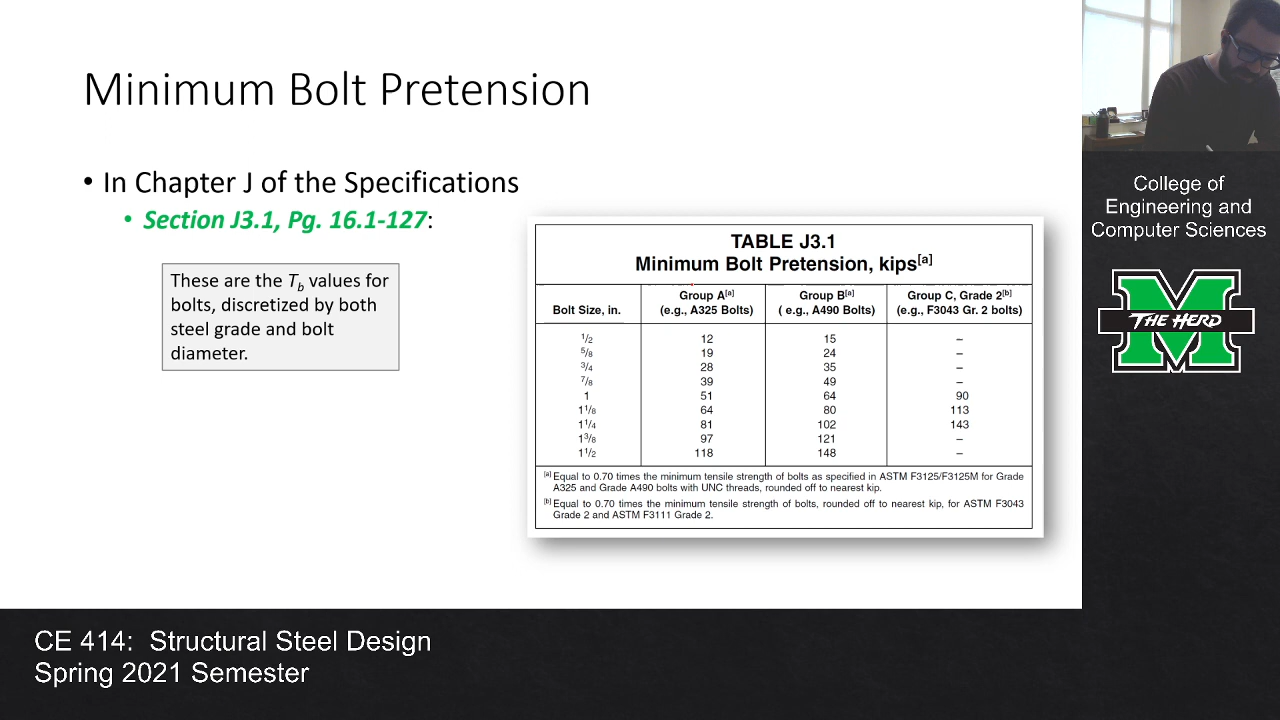 Minimum Bolt Pretension
• In Chapter J of the Specifications
• Section J3.1, Pg. 16.1-127:
These are the Tb values for
bolts, discretized by both
steel grade and bolt
diameter.
TABLE J3.1
Minimum Bolt Pretension, kips[a]
Bolt Size, in. Group A[a] (e.g., A325 Bolts) Group B[a] ( e.g., A490 Bolts) Group C, Grade 2[b] (e.g., F3043 Gr. 2 bolts)
1/2 12 15 –
5/8 19 24 –
3/4 28 35 –
7/8 39 49 –
1 51 64 90
1 1/8 64 80 113
1 1/4 81 102 143
1 3/8 97 121 –
1 1/2 118 148 –
[a] Equal to 0.70 times the minimum tensile strength of bolts as specified in ASTM F3125/F3125M for Grade
A325 and Grade A490 bolts with UNC threads, rounded off to nearest kip.
[b] Equal to 0.70 times the minimum tensile strength of bolts, rounded off to nearest kip, for ASTM F3043
Grade 2 and ASTM F3111 Grade 2.
College of
Engineering and
Computer Sciences
THE HERD
CE 414: Structural Steel Design
Spring 2021 Semester